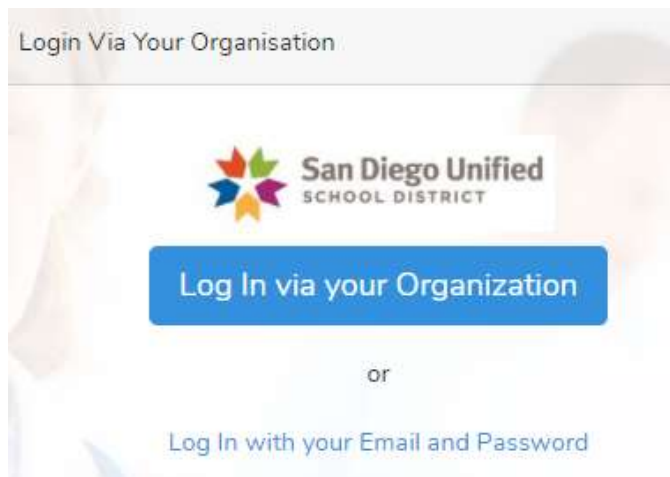 Login Via Your Organisation
San Diego Unified
SCHOOL DISTRICT
Log In via your Organization
or
Log In with your Email and Password